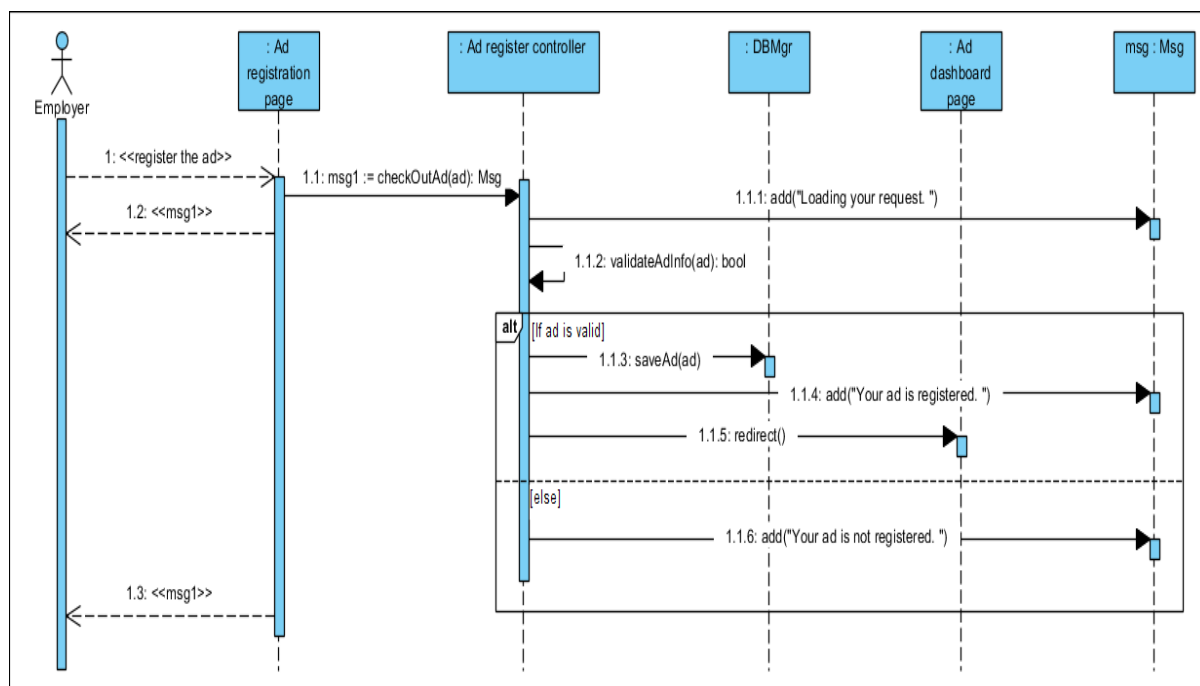 : Ad
registration
page
: Ad register controller
: DBMgr
: Ad
dashboard
page
msg : Msg
Employer
1: <<register the ad>>
1.1: msg1 := checkOutAd(ad): Msg
1.1.1: add("Loading your request. ")
1.2: <<msg1>>
1.1.2: validateAdInfo(ad): bool
alt
[If ad is valid]
1.1.3: saveAd(ad)
1.1.4: add("Your ad is registered. ")
1.1.5: redirect()
[else]
1.1.6: add("Your ad is not registered. ")
1.3: <<msg1>>